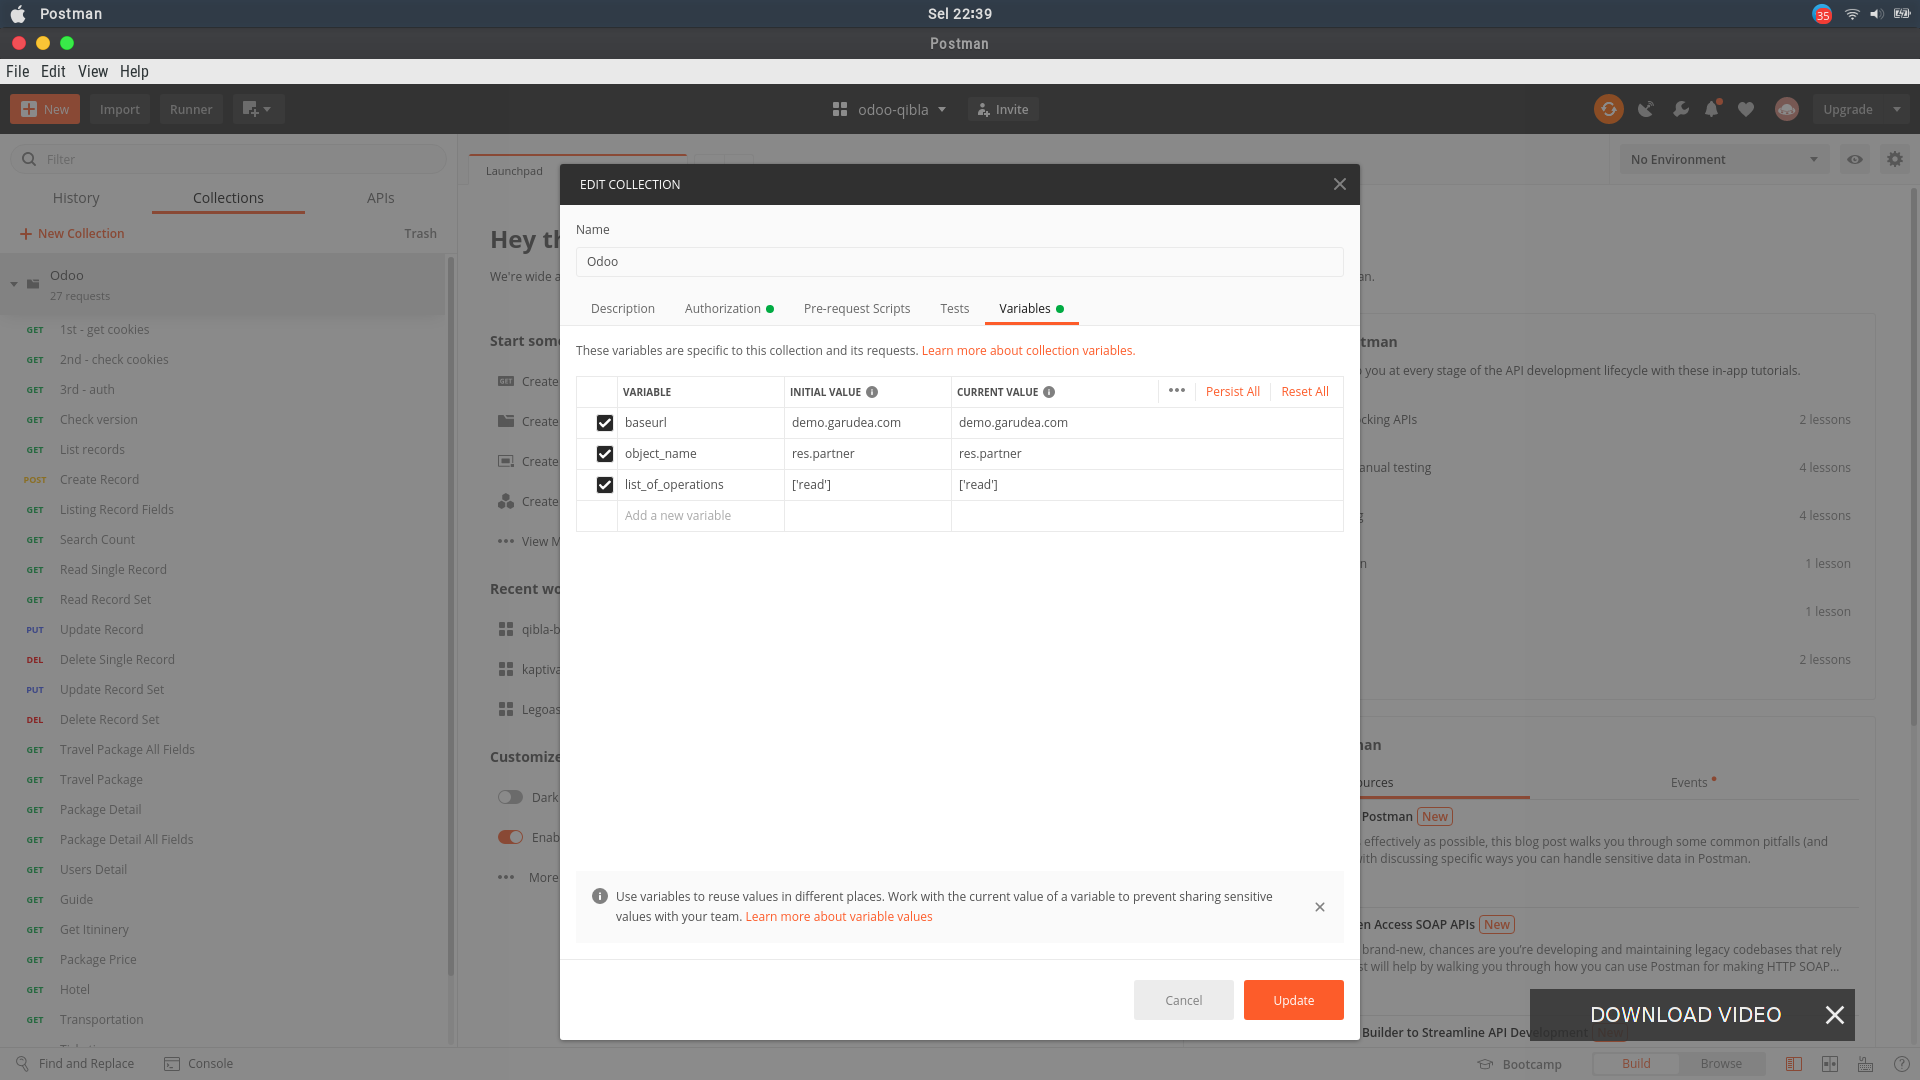 Postman
Sel 22:39
35
Postman
File Edit View Help
New
Import
Runner
odoo-qibla
Invite
Upgrade
Filter
History
Collections
APIs
New Collection
Trash
Odoo
27 requests
GET 1st - get cookies
GET 2nd - check cookies
GET 3rd - auth
GET Check version
GET List records
POST Create Record
GET Listing Record Fields
GET Search Count
GET Read Single Record
GET Read Record Set
PUT Update Record
DEL Delete Single Record
PUT Update Record Set
DEL Delete Record Set
GET Travel Package All Fields
GET Travel Package
GET Package Detail
GET Package Detail All Fields
GET Users Detail
GET Guide
GET Get Itininery
GET Package Price
GET Hotel
GET Transportation
Launchpad
No Environment
Hey th
We're wide a
an.
Start some
GET Create
Create
Create
Create
View M
Recent wo
qibla-b
kaptiva
Legoas
Customize
Dark
Enab
More
EDIT COLLECTION
Name
Odoo
Description
Authorization
Pre-request Scripts
Tests
Variables
These variables are specific to this collection and its requests. Learn more about collection variables.
VARIABLE INITIAL VALUE CURRENT VALUE Persist All Reset All
baseurl demo.garudea.com demo.garudea.com
object_name res.partner res.partner
list_of_operations ['read'] ['read']
Add a new variable
Use variables to reuse values in different places. Work with the current value of a variable to prevent sharing sensitive
values with your team. Learn more about variable values
Cancel
Update
tman
you at every stage of the API development lifecycle with these in-app tutorials.
cking APIs 2 lessons
anual testing 4 lessons
g 4 lessons
n 1 lesson
1 lesson
2 lessons
an
ources
Events
Postman New
effectively as possible, this blog post walks you through some common pitfalls (and
ith discussing specific ways you can handle sensitive data in Postman.
en Access SOAP APIs New
brand-new, chances are you're developing and maintaining legacy codebases that rely
st will help by walking you through how you can use Postman for making HTTP SOAP...
Builder to Streamline API Development New
DOWNLOAD VIDEO
Find and Replace
Console
Bootcamp
Build
Browse